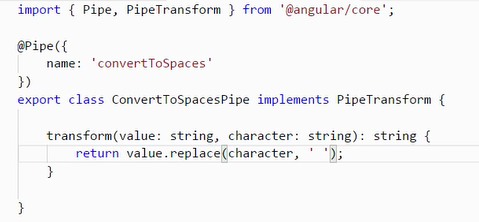 import { Pipe, PipeTransform } from '@angular/core';
@Pipe({
name: 'convertToSpaces'
})
export class ConvertToSpacesPipe implements PipeTransform {
transform(value: string, character: string): string {
return value.replace(character, ' ');
}
}